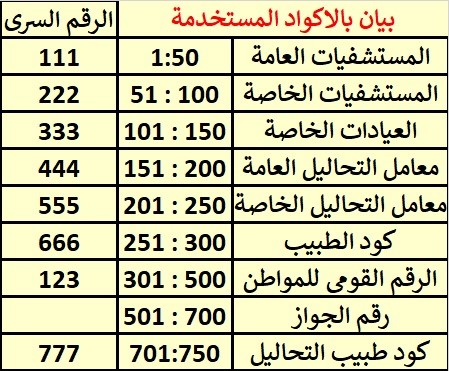 بيان بالاكواد المستخدمة الرقم السرى
المستشفيات العامة 1:50 111
المستشفيات الخاصة 51 : 100 222
العيادات الخاصة 101 : 150 333
معامل التحاليل العامة 151 : 200 444
معامل التحاليل الخاصة 201 : 250 555
كود الطبيب 251 : 300 666
الرقم القومى للمواطن 301 : 500 123
رقم الجواز 501 : 700
كود طبيب التحاليل 701:750 777